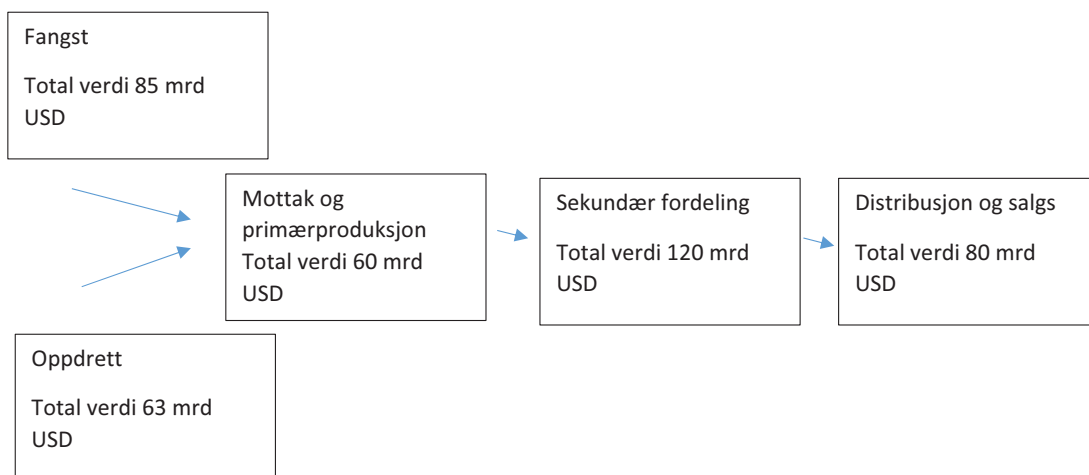 Fangst
Total verdi 85 mrd
USD
Mottak og
primærproduksjon
Total verdi 60 mrd
USD
Sekundær fordeling
Total verdi 120 mrd
USD
Distribusjon og salgs
Total verdi 80 mrd
USD
Oppdrett
Total verdi 63 mrd
USD